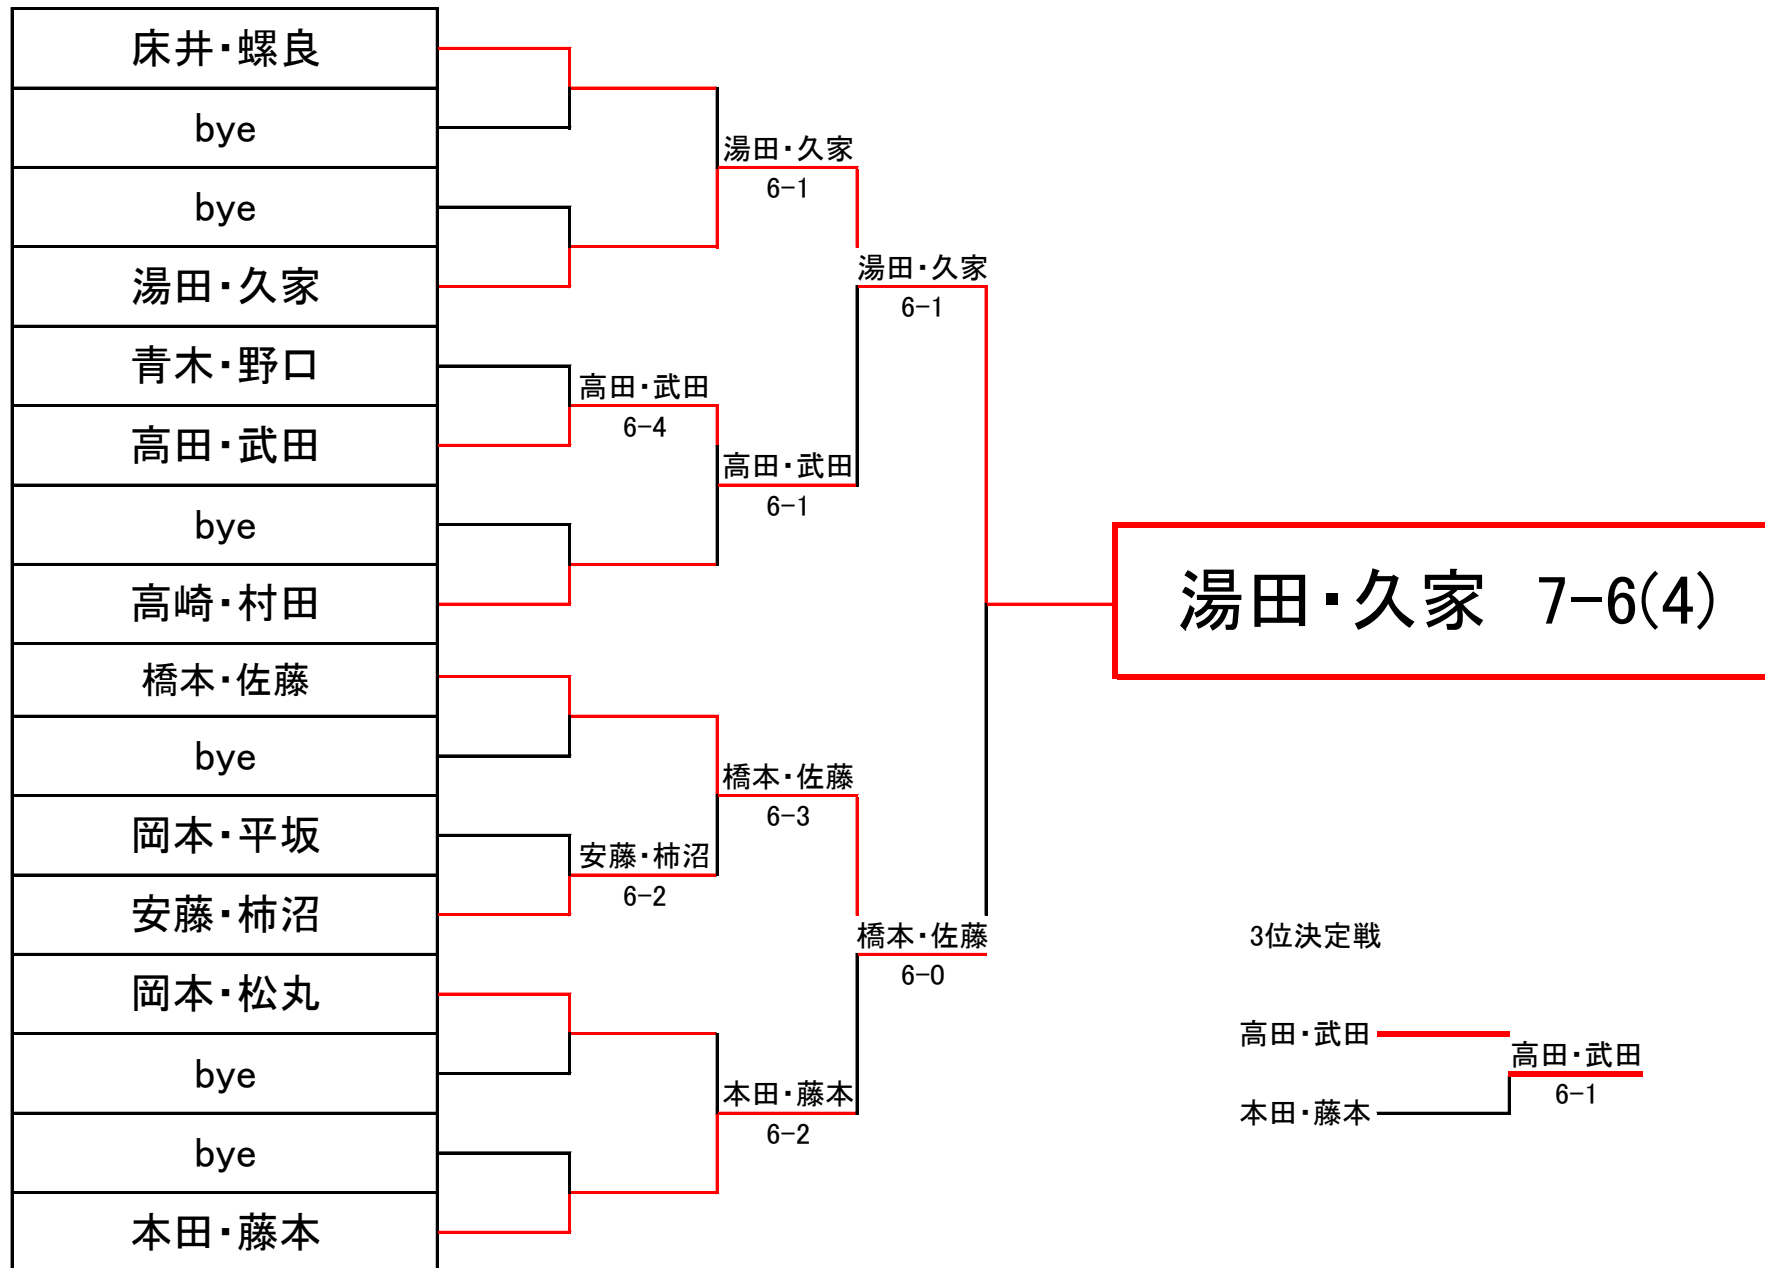 床井・螺良
bye
bye
湯田・久家
青木・野口
高田・武田
bye
高崎・村田
橋本・佐藤
bye
岡本・平坂
安藤・柿沼
岡本・松丸
bye
bye
本田・藤本
高田・武田
6-4
安藤・柿沼
6-2
湯田・久家
6-1
高田・武田
6-1
橋本・佐藤
6-3
本田・藤本
6-2
湯田・久家
6-1
橋本・佐藤
6-0
湯田・久家 7-6(4)
3位決定戦
高田・武田
本田・藤本
高田・武田
6-1